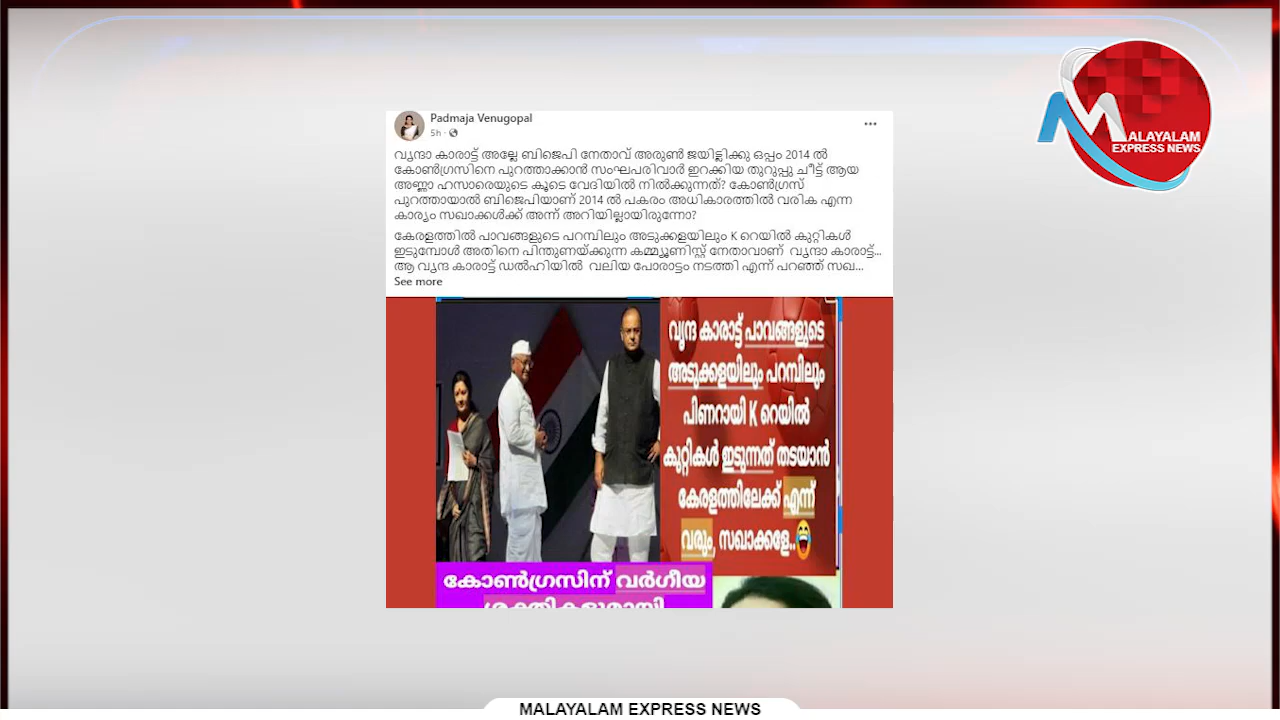 MALAYALAM
EXPRESS NEWS
Padmaja Venugopal
5h
വൃന്ദാ കാരാട്ട് അല്ലേ ബിജെപി നേതാവ് അരുൺ ജയിറ്റ്ലിക്കു ഒപ്പം 2014 ൽ
കോൺഗ്രസിനെ പുറത്താക്കാൻ സംഘപരിവാർ ഇറക്കിയ തുറുപ്പു ചീട്ട് ആയ
അണ്ണാ ഹസാരെയുടെ കൂടെ വേദിയിൽ നിൽക്കുന്നത്? കോൺഗ്രസ്
പുറത്തായാൽ ബിജെപിയാണ് 2014 ൽ പകരം അധികാരത്തിൽ വരിക എന്ന
കാര്യം സഖാക്കൾക്ക് അന്ന് അറിയില്ലായിരുന്നോ?
കേരളത്തിൽ പാവങ്ങളുടെ പറമ്പിലും അടുക്കളയിലും K റെയിൽ കുറ്റികൾ
ഇടുമ്പോൾ അതിനെ പിന്തുണയ്ക്കുന്ന കമ്മ്യൂണിസ്റ്റ് നേതാവാണ് വൃന്ദാ കാരാട്ട്...
ആ വൃന്ദ കാരാട്ട് ഡൽഹിയിൽ വലിയ പോരാട്ടം നടത്തി എന്ന് പറഞ്ഞ് സഖ...
See more
വൃന്ദ കാരാട്ട് പാവങ്ങളുടെ
അടുക്കളയിലും പറമ്പിലും
പിണറായി K റെയിൽ
കുറ്റികൾ ഇടുന്നത് തടയാൻ
കേരളത്തിലേക്ക് എന്ന്
വരും, സഖാക്കളേ..😂
കോൺഗ്രസിന് വർഗീയ
MALAYALAM EXPRESS NEWS